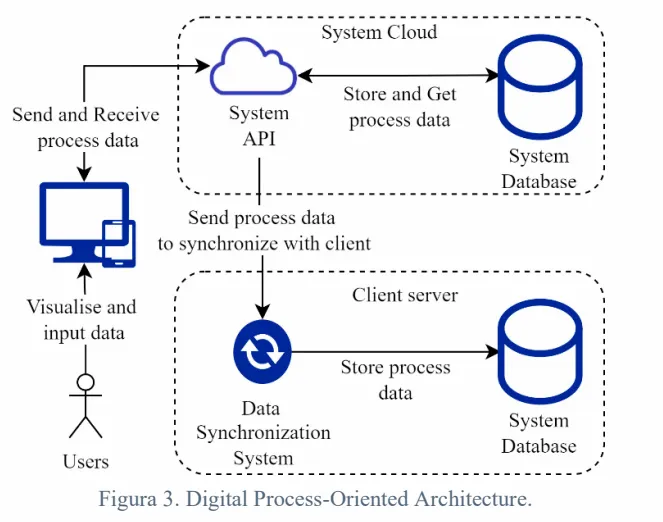 System Cloud
Send and Receive
process data
System
API
Store and Get
process data
System
Database
Send process data
to synchronize with client
Visualise and
input data
Users
Client server
Data
Synchronization
System
Store process
data
System
Database
Figura 3. Digital Process-Oriented Architecture.